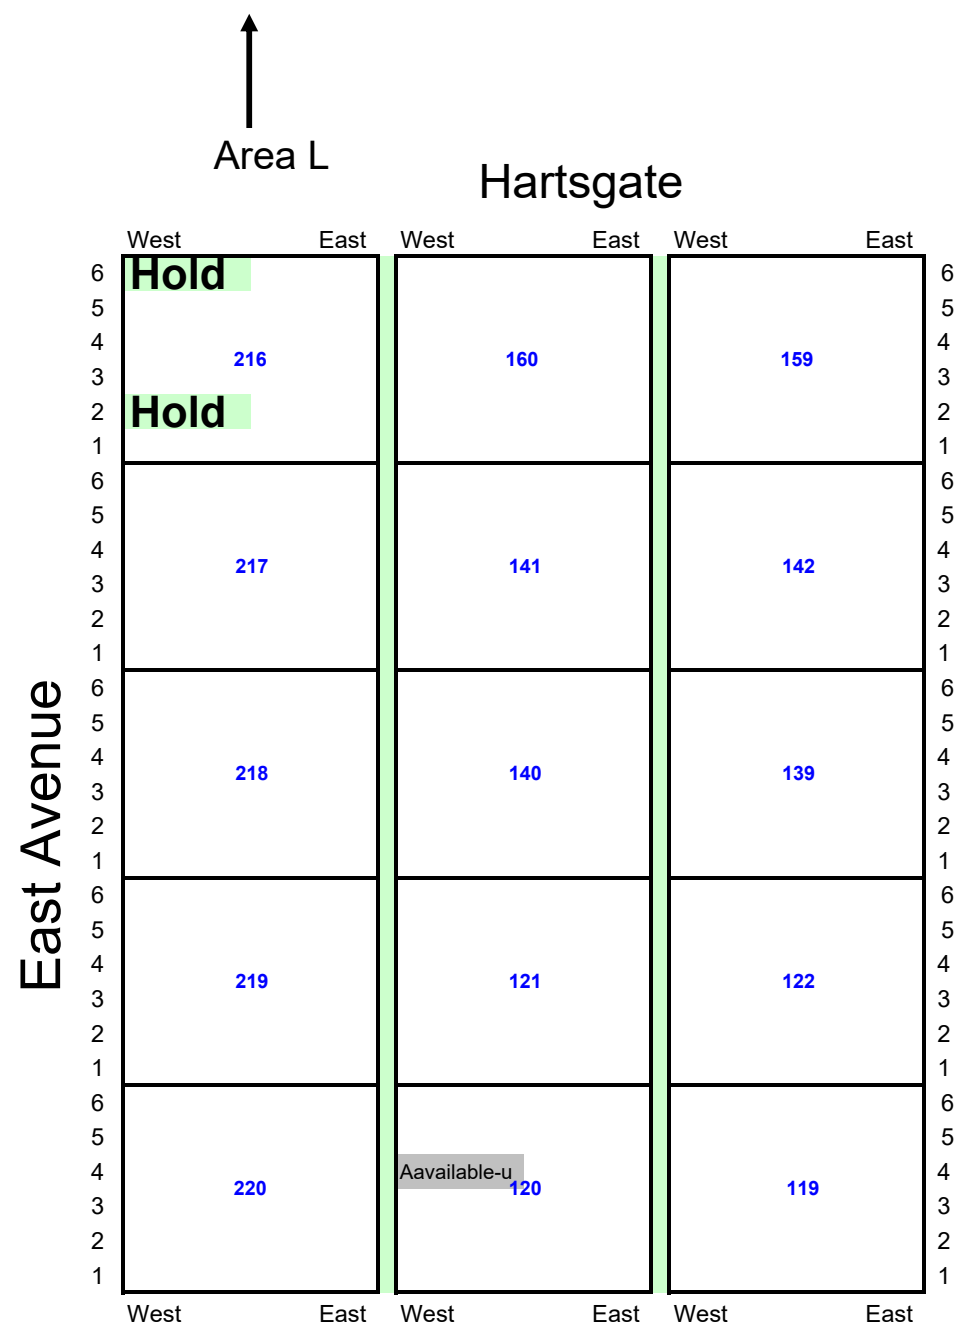 Area L
Hartsgate
West East West East West East
6 Hold 6
5 5
4 4
216 160 159
3 3
2 Hold 2
1 1
6 6
5 5
4 4
217 141 142
3 3
2 2
1 1
6 6
5 5
4 4
218 140 139
3 3
2 2
1 1
6 6
5 5
4 4
219 121 122
3 3
2 2
1 1
6 6
5 5
4 Aavailable-u 4
220 120 119
3 3
2 2
1 1
West East West East West East
East Avenue